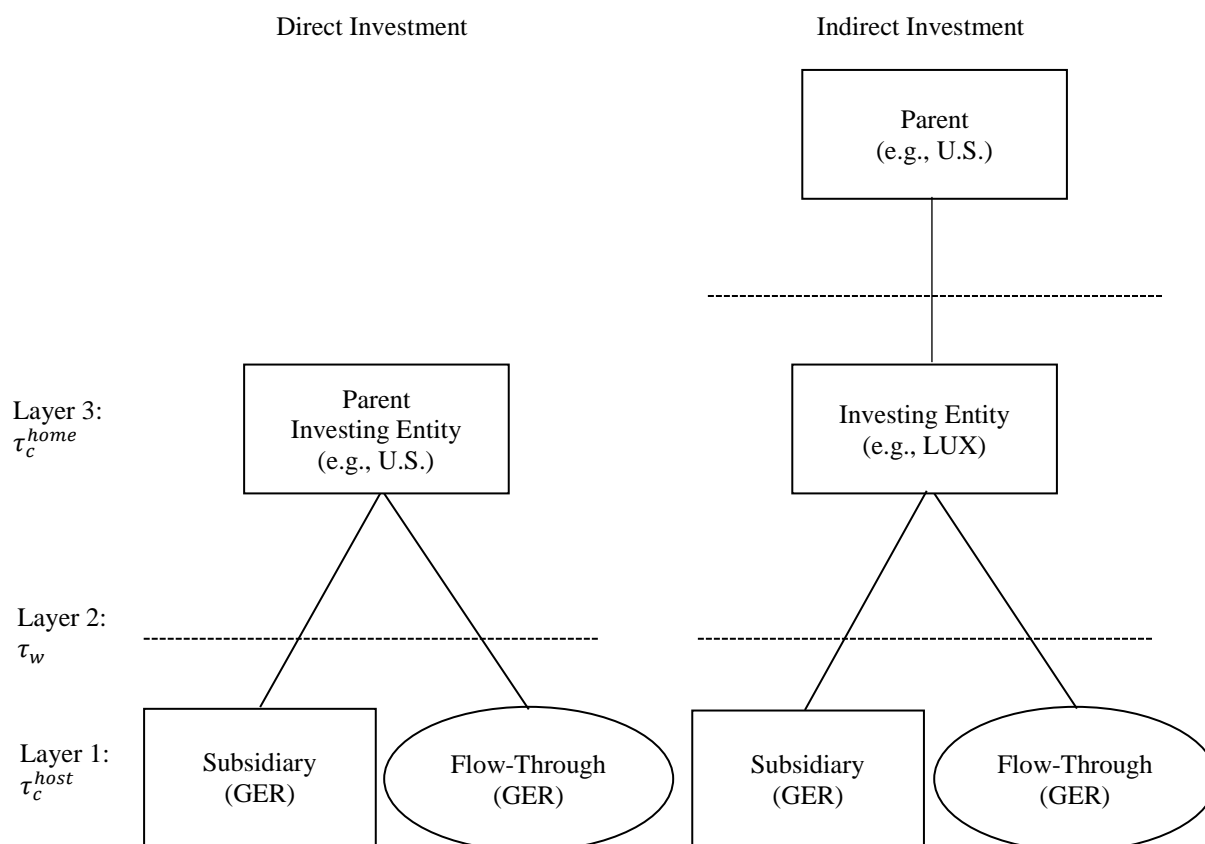 Direct Investment
Indirect Investment
Parent
(e.g., U.S.)
Layer 3:
τ_c^{home}
Parent
Investing Entity
(e.g., U.S.)
Investing Entity
(e.g., LUX)
Layer 2:
τ_w
Layer 1:
τ_c^{host}
Subsidiary
(GER)
Flow-Through
(GER)
Subsidiary
(GER)
Flow-Through
(GER)